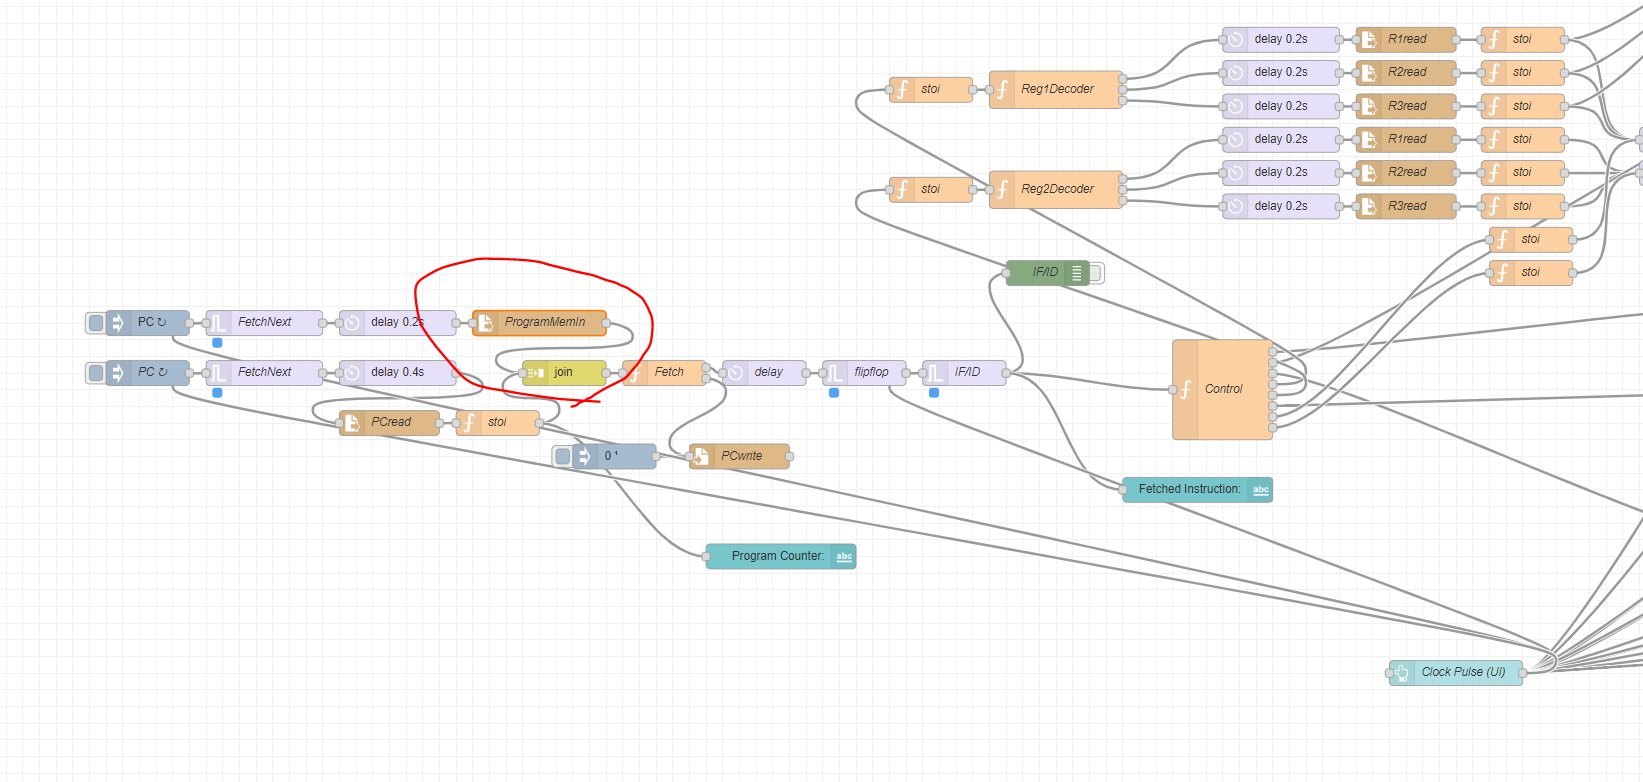 delay 0.2s R1read stoi
delay 0.2s R2read stoi
stoi Reg1Decoder
delay 0.2s R3read stoi
delay 0.2s R1read stoi
delay 0.2s R2read stoi
stoi Reg2Decoder
delay 0.2s R3read stoi
stoi
IF/ID stoi
PC ↻ FetchNext delay 0.2s ProgramMemIn
PC ↻ FetchNext delay 0.4s join Fetch delay flipflop IF/ID
Control
PCread stoi
0 ¹ PCwrite
Fetched Instruction: abc
Program Counter: abc
Clock Pulse (UI)